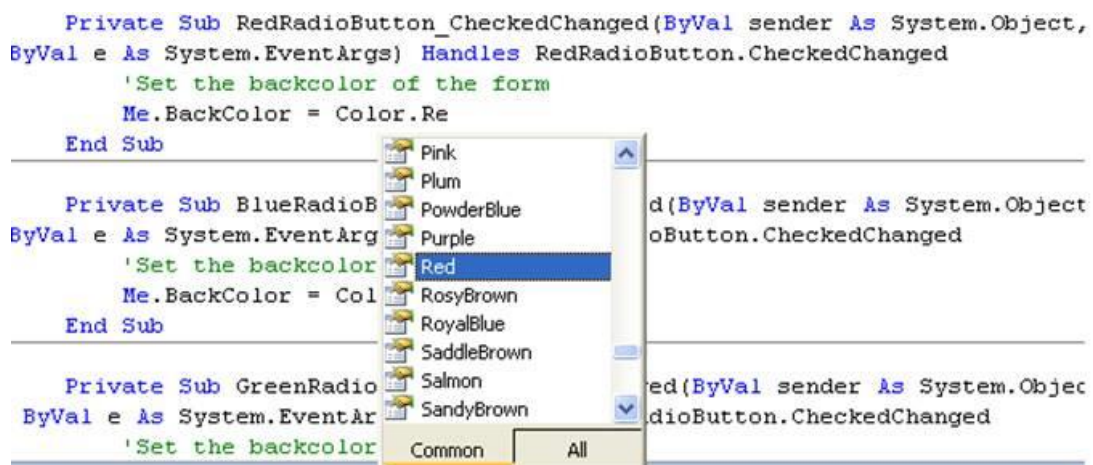 Private Sub RedRadioButton_CheckedChanged(ByVal sender As System.Object,
ByVal e As System.EventArgs) Handles RedRadioButton.CheckedChanged
'Set the backcolor of the form
Me.BackColor = Color.Re
End Sub
Pink
Plum
PowderBlue
Purple
Red
RosyBrown
RoyalBlue
SaddleBrown
Salmon
SandyBrown
Common All
Private Sub BlueRadioB d(ByVal sender As System.Object
ByVal e As System.EventArg oButton.CheckedChanged
'Set the backcolor
Me.BackColor = Col
End Sub
Private Sub GreenRadio ed(ByVal sender As System.Objec
ByVal e As System.EventAr dioButton.CheckedChanged
'Set the backcolor